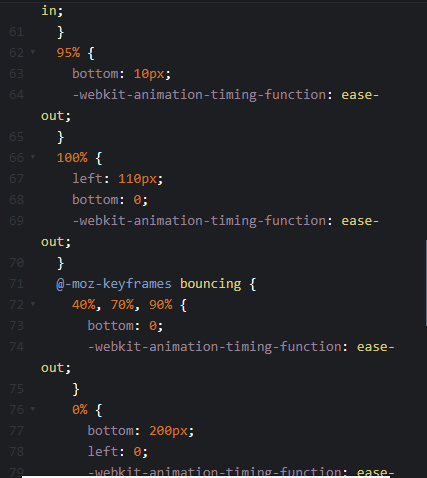 in;
61 }
62 95% {
63 bottom: 10px;
64 -webkit-animation-timing-function: ease-
out;
65 }
66 100% {
67 left: 110px;
68 bottom: 0;
69 -webkit-animation-timing-function: ease-
out;
70 }
71 @-moz-keyframes bouncing {
72 40%, 70%, 90% {
73 bottom: 0;
74 -webkit-animation-timing-function: ease-
out;
75 }
76 0% {
77 bottom: 200px;
78 left: 0;
79 -webkit-animation-timing-function: ease-